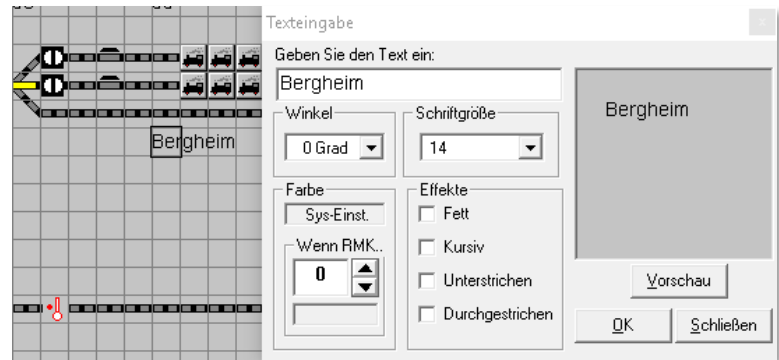 Texteingabe
x
Geben Sie den Text ein:
Bergheim
Bergheim
Winkel
0 Grad
Schriftgröße
14
Bergheim
Farbe
Sys-Einst.
Wenn RMK..
0
Effekte
Fett
Kursiv
Unterstrichen
Durchgestrichen
Vorschau
OK
Schließen